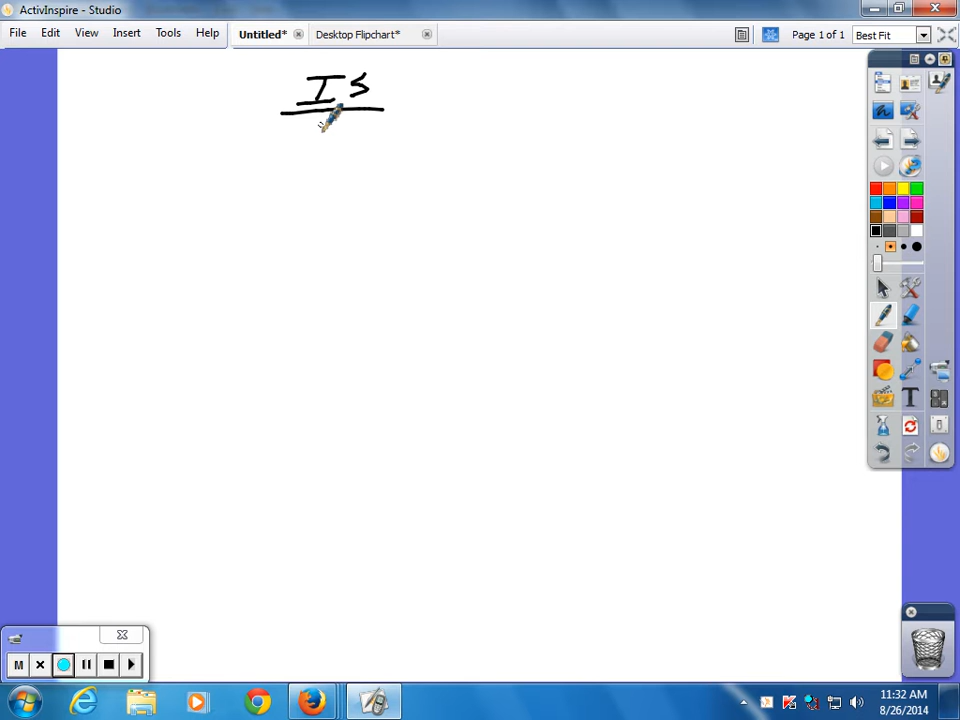 ActivInspire - Studio
File Edit View Insert Tools Help Untitled* Desktop Flipchart* Page 1 of 1 Best Fit
IS
T
M
11:32 AM
8/26/2014